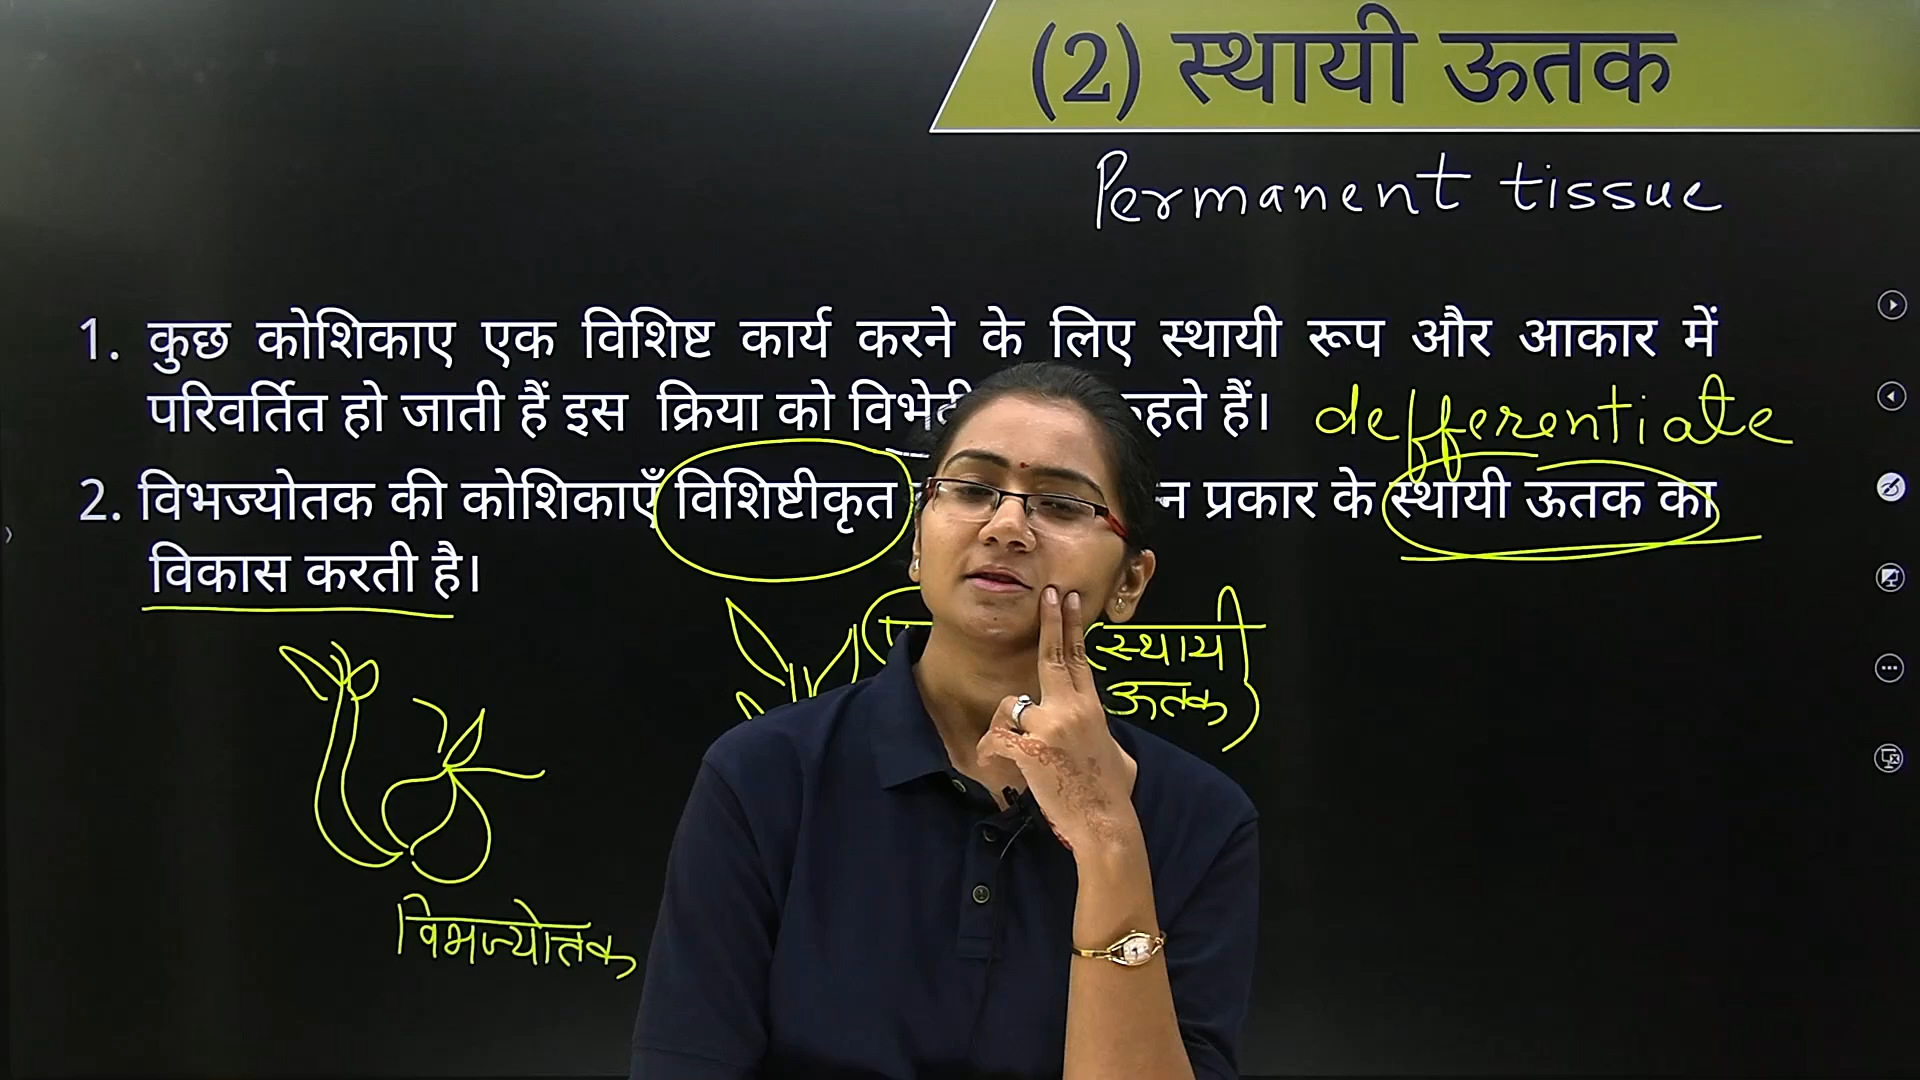 (2) स्थायी ऊतक
Permanent tissue
1. कुछ कोशिकाए एक विशिष्ट कार्य करने के लिए स्थायी रूप और आकार में
परिवर्तित हो जाती हैं इस क्रिया को कहते हैं। defferentiate
2. विभज्योतक की कोशिकाएँ विशिष्टीकृत प्रकार के स्थायी ऊतक का
विकास करती है।
स्थायी
ऊतक
विभज्योतक